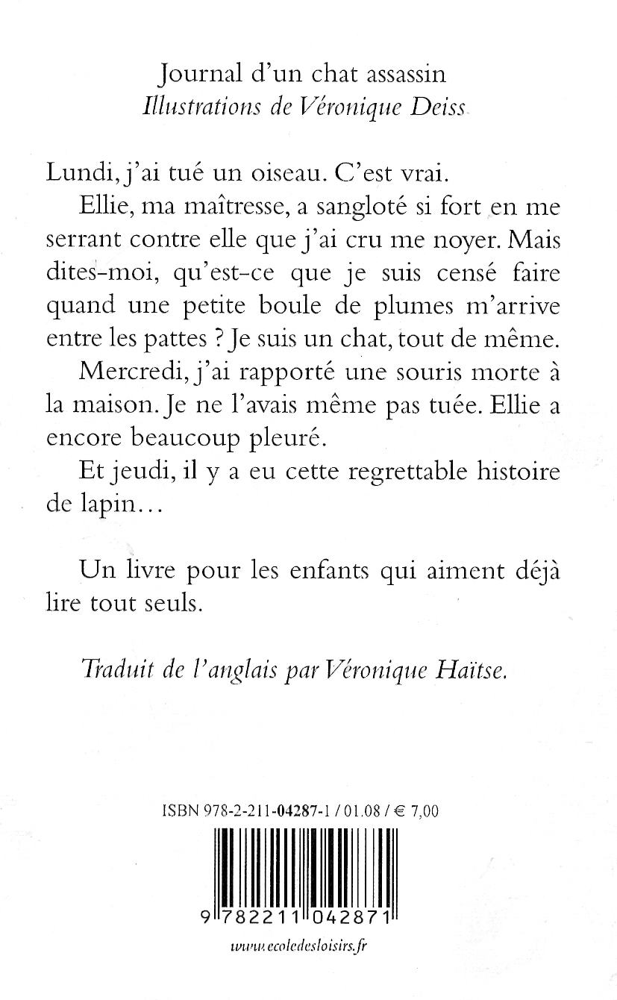 Journal d'un chat assassin
Illustrations de Véronique Deiss
Lundi, j'ai tué un oiseau. C'est vrai.
Ellie, ma maîtresse, a sangloté si fort en me
serrant contre elle que j'ai cru me noyer. Mais
dites-moi, qu'est-ce que je suis censé faire
quand une petite boule de plumes m'arrive
entre les pattes ? Je suis un chat, tout de même.
Mercredi, j'ai rapporté une souris morte à
la maison. Je ne l'avais même pas tuée. Ellie a
encore beaucoup pleuré.
Et jeudi, il y a eu cette regrettable histoire
de lapin...
Un livre pour les enfants qui aiment déjà
lire tout seuls.
Traduit de l'anglais par Véronique Haïtse.
ISBN 978-2-211-04287-1 / 01.08 / € 7,00
9 782211 042871
www.ecoledesloisirs.fr